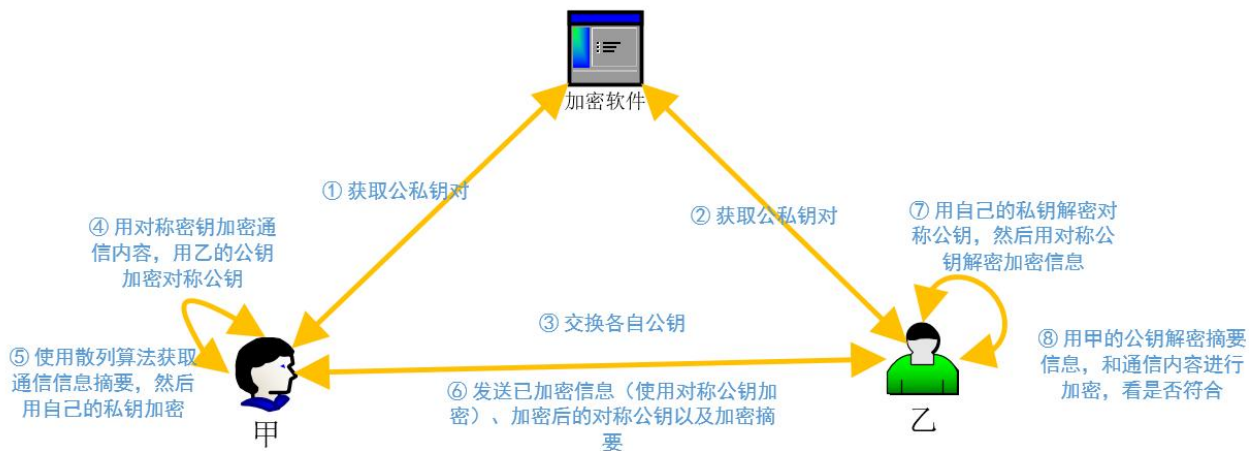 加密软件
① 获取公私钥对
② 获取公私钥对
④ 用对称密钥加密通
信内容，用乙的公钥
加密对称公钥
⑦ 用自己的私钥解密对
称公钥，然后用对称公
钥解密加密信息
③ 交换各自公钥
⑤ 使用散列算法获取
通信信息摘要，然后
用自己的私钥加密
⑧ 用甲的公钥解密摘要
信息，和通信内容进行
加密，看是否符合
⑥ 发送已加密信息（使用对称公钥加
密）、加密后的对称公钥以及加密摘
要
甲
乙